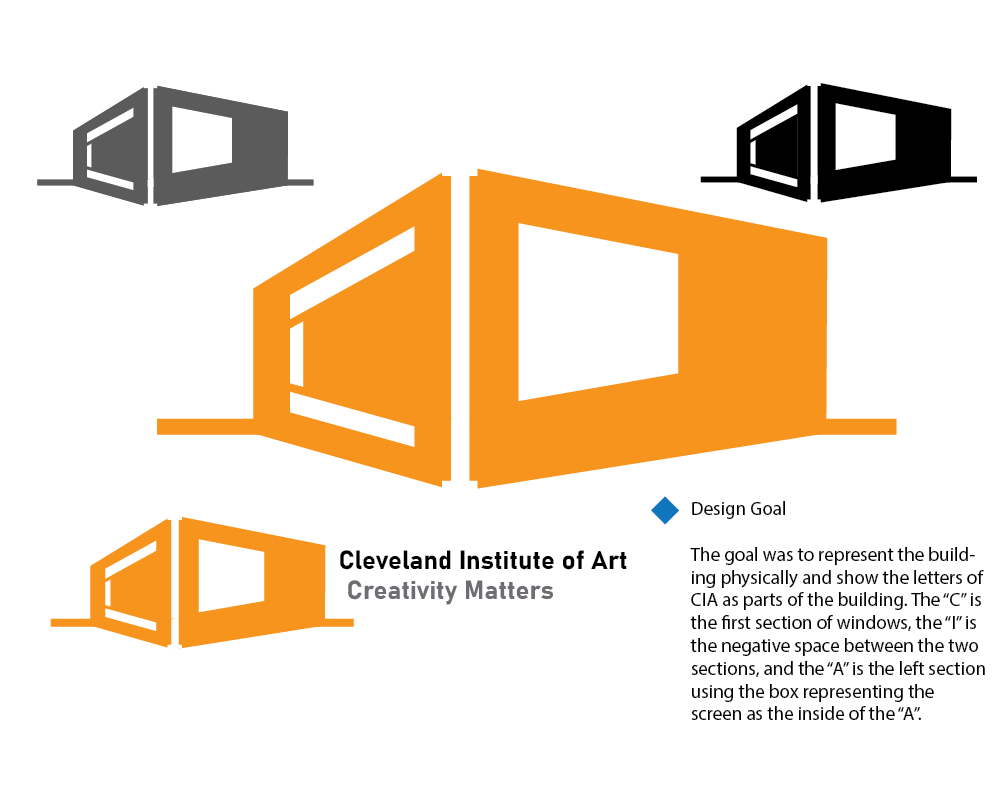 Cleveland Institute of Art
Creativity Matters
Design Goal
The goal was to represent the build-
ing physically and show the letters of
CIA as parts of the building. The “C” is
the first section of windows, the “I” is
the negative space between the two
sections, and the “A” is the left section
using the box representing the
screen as the inside of the “A”.